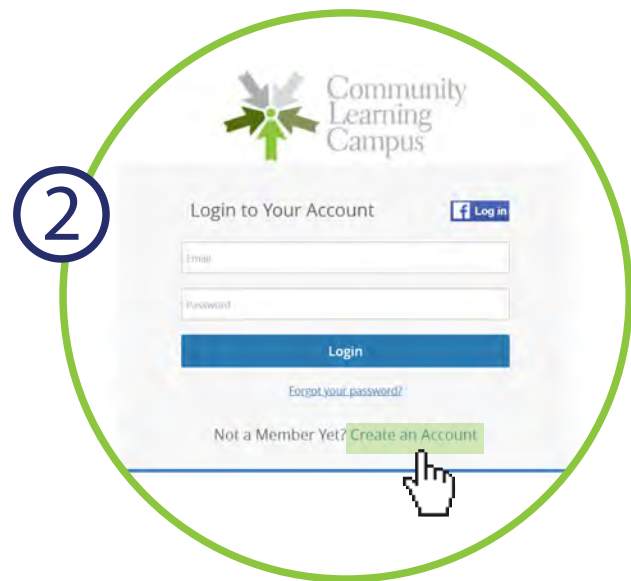 Community
Learning
Campus
2
Login to Your Account
f Log in
Email
Password
Login
Forgot your password?
Not a Member Yet? Create an Account